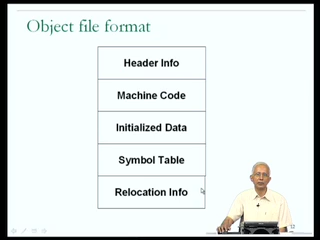 Object file format
Header Info
Machine Code
Initialized Data
Symbol Table
Relocation Info